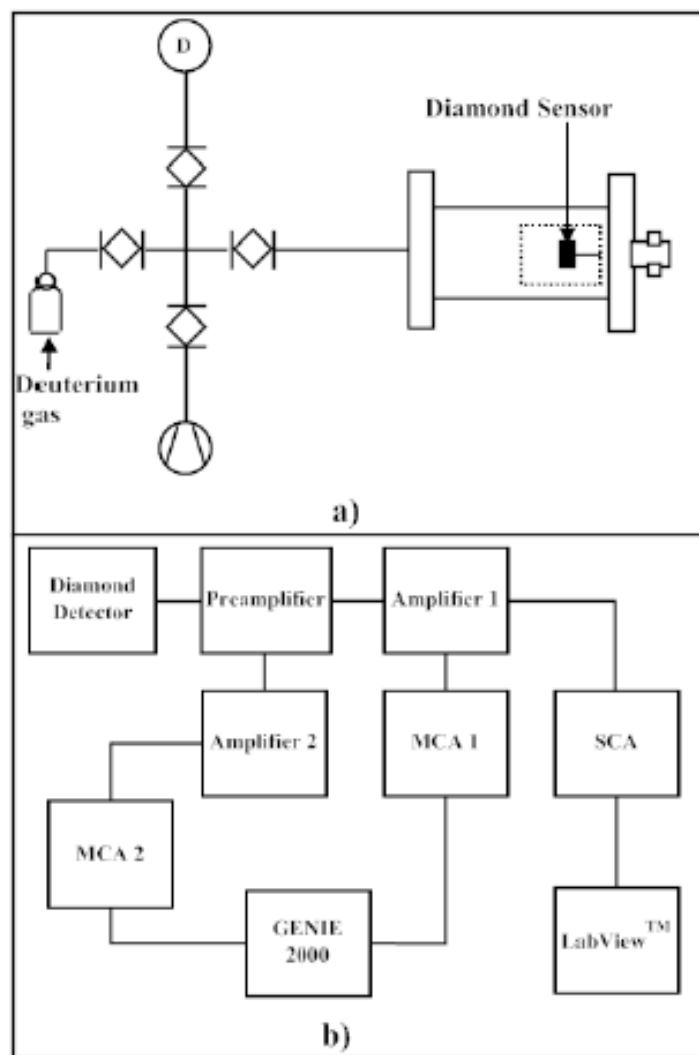 D
Diamond Sensor
Deuterium
gas
a)
Diamond
Detector
Preamplifier
Amplifier 1
Amplifier 2
MCA 1
SCA
MCA 2
GENIE
2000
LabView™
b)